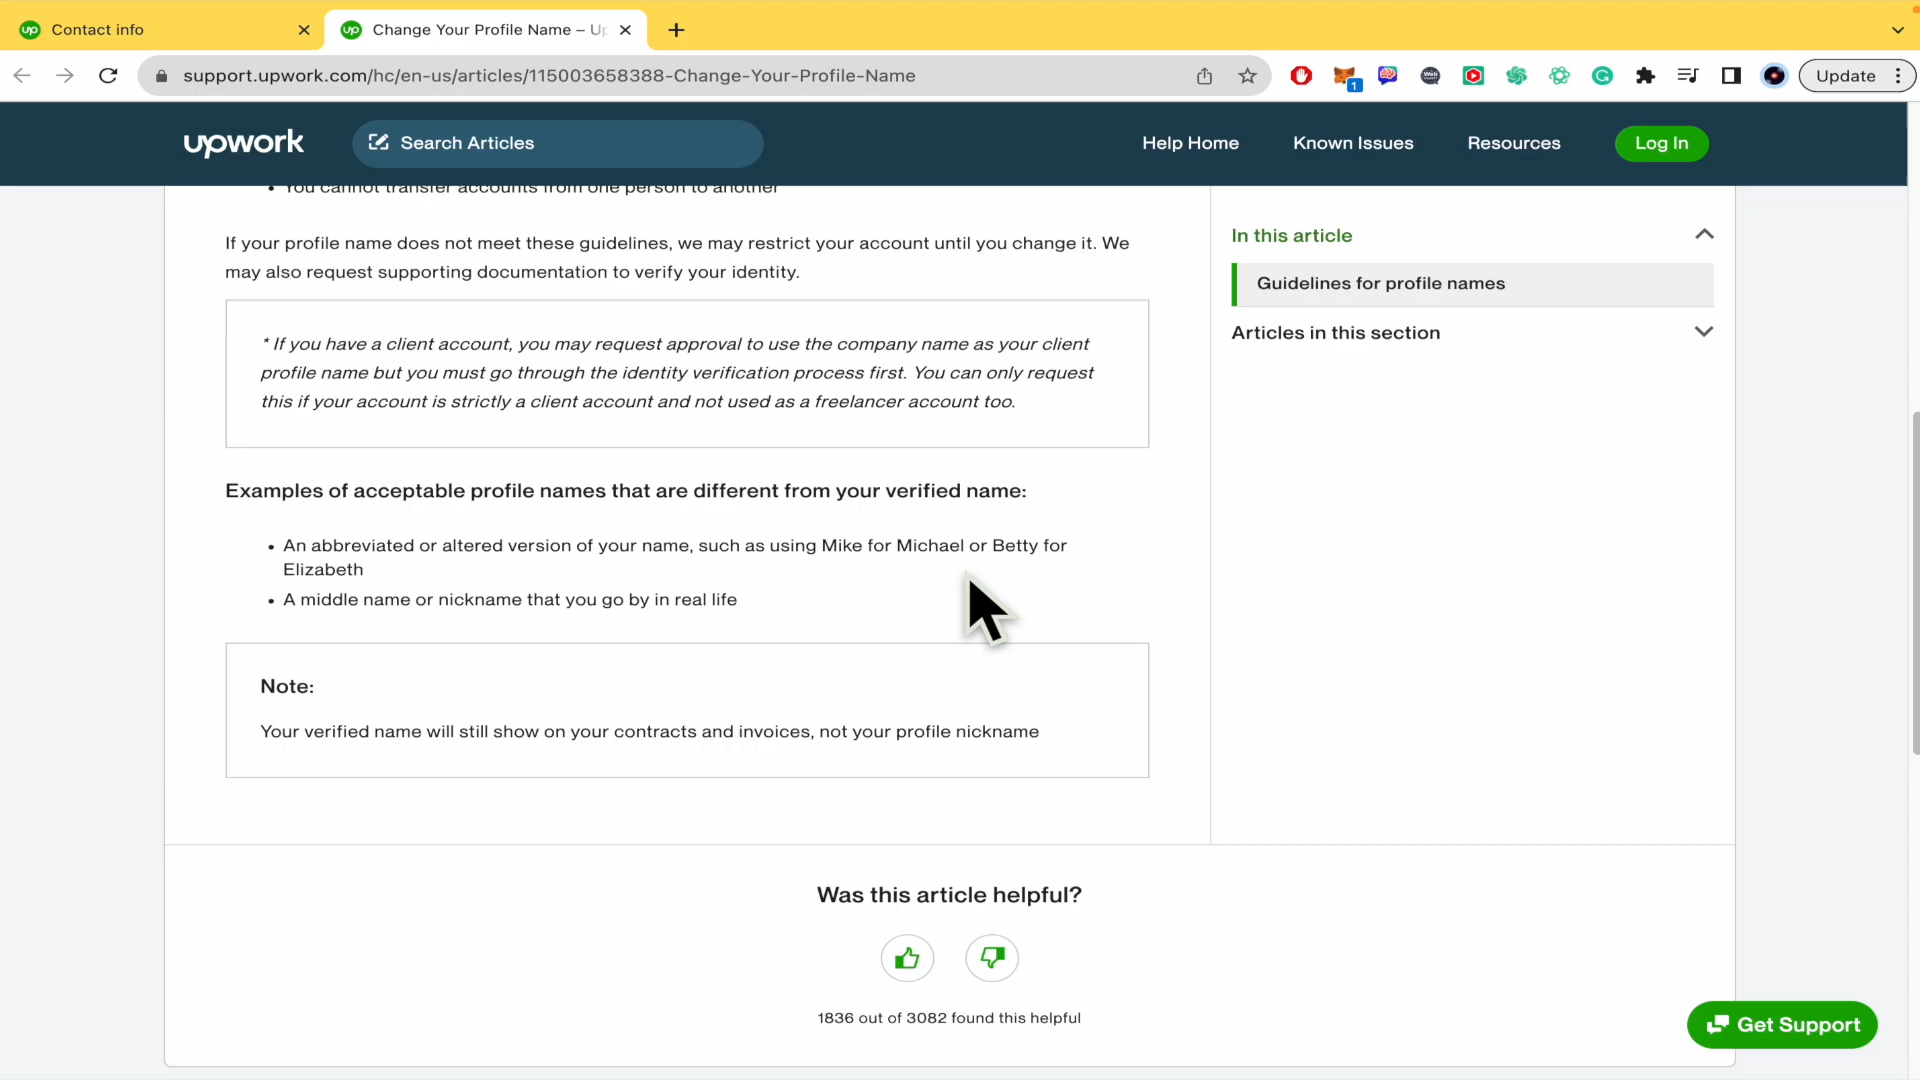 up Contact info
up Change Your Profile Name – Up
support.upwork.com/hc/en-us/articles/115003658388-Change-Your-Profile-Name
1
Update
upwork
Search Articles
Help Home
Known Issues
Resources
Log In
• You cannot transfer accounts from one person to another
If your profile name does not meet these guidelines, we may restrict your account until you change it. We
may also request supporting documentation to verify your identity.
* If you have a client account, you may request approval to use the company name as your client
profile name but you must go through the identity verification process first. You can only request
this if your account is strictly a client account and not used as a freelancer account too.
Examples of acceptable profile names that are different from your verified name:
• An abbreviated or altered version of your name, such as using Mike for Michael or Betty for
Elizabeth
• A middle name or nickname that you go by in real life
Note:
Your verified name will still show on your contracts and invoices, not your profile nickname
In this article
Guidelines for profile names
Articles in this section
Was this article helpful?
1836 out of 3082 found this helpful
Get Support